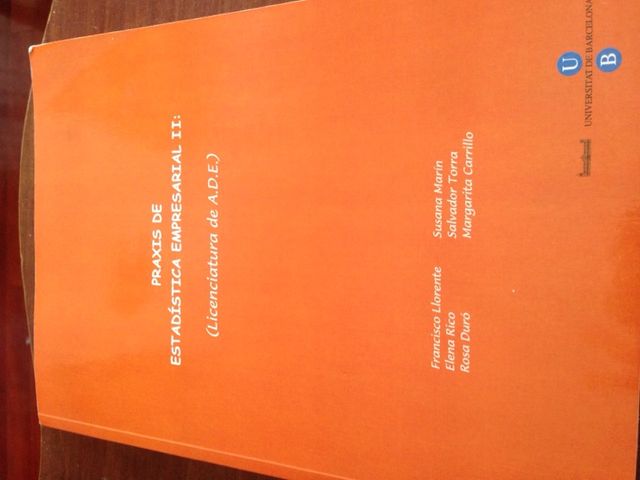 PRAXIS DE
ESTADÍSTICA EMPRESARIAL II:
(Licenciatura de A.D.E.)
Francisco Llorente
Elena Rico
Rosa Duró
Susana Marín
Salvador Torra
Margarita Carrillo
U
UNIVERSITAT DE BARCELONA
B